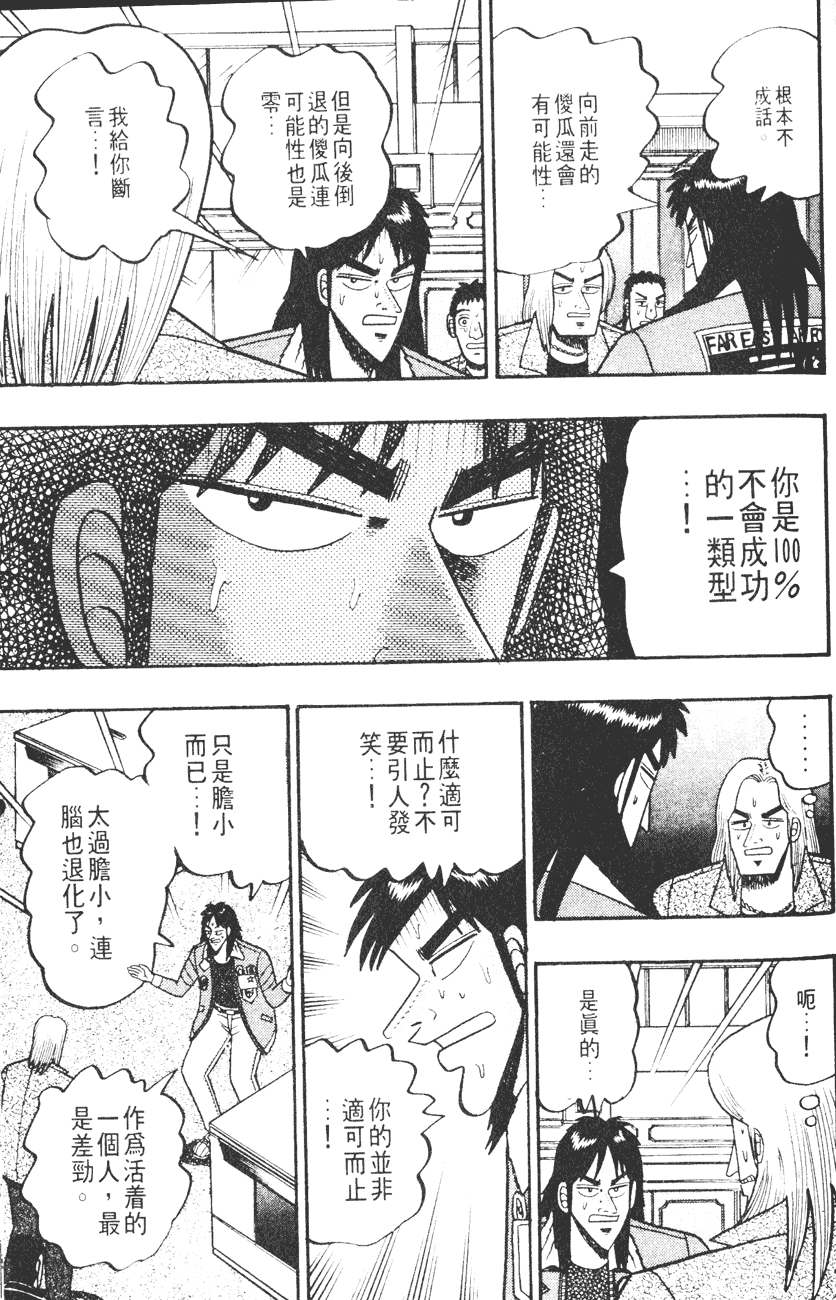 根本不
成話。
向前走的
傻瓜還會
有可能性…
FAR EAS
但是向後倒
退的傻瓜連
可能性也是
零…
我給你斷
言…!
你是100%
不會成功
的一類型
…!
……
呃…!
是眞的…
什麼適可
而止?不
要引人發
笑…!
你的並非
適可而止
…!
只是膽小
而已…!
太過膽小，連
腦也退化了。
作爲活着的
一個人，最
是差勁。